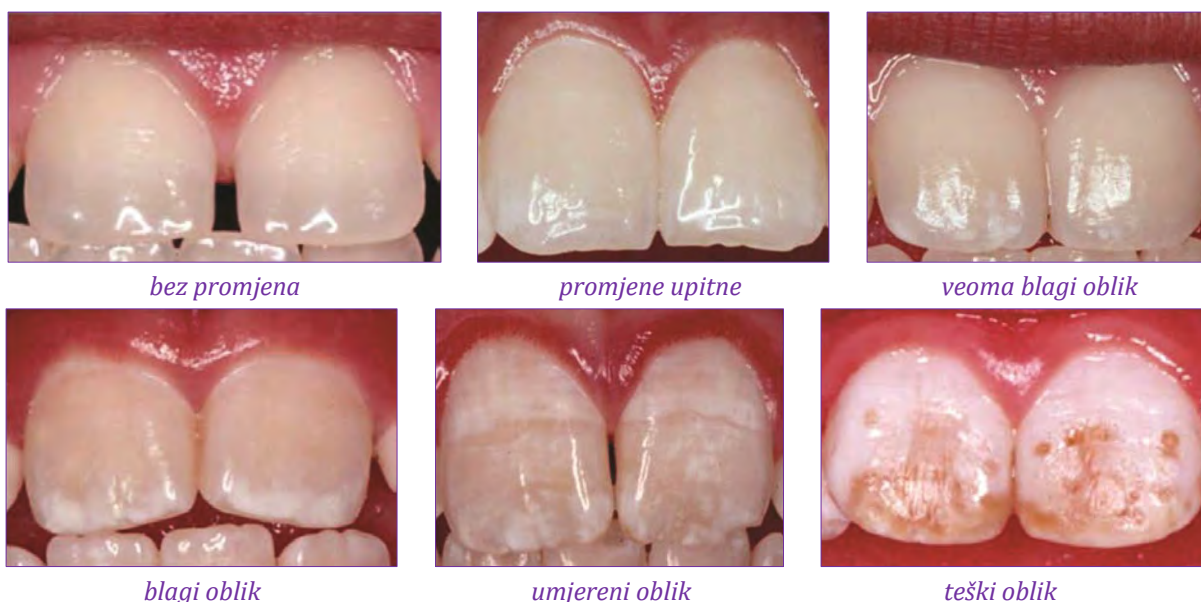 bez promjena
promjene upitne
veoma blagi oblik
blagi oblik
umjereni oblik
teški oblik